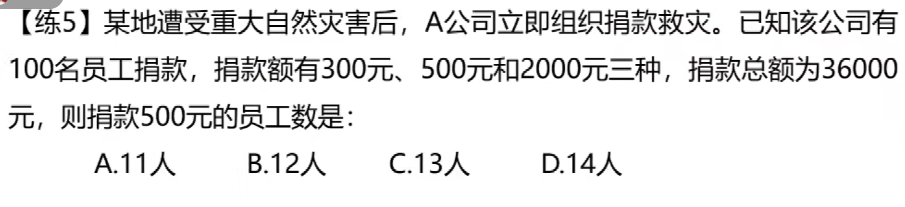 【练5】某地遭受重大自然灾害后，A公司立即组织捐款救灾。已知该公司有
100名员工捐款，捐款额有300元、500元和2000元三种，捐款总额为36000
元，则捐款500元的员工数是：
A.11人 B.12人 C.13人 D.14人